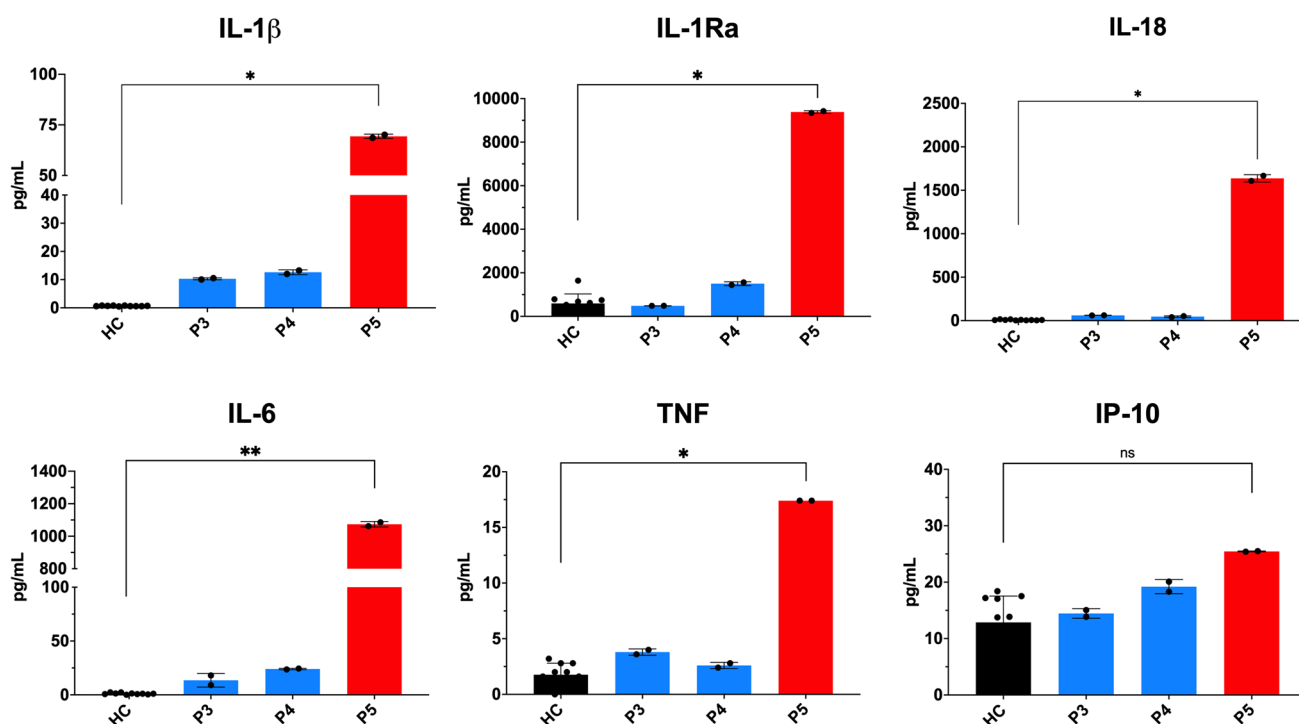 IL-1β
*
100
75
50
40
30
20
10
0
pg/mL
HC
P3
P4
P5
IL-1Ra
*
10000
8000
6000
4000
2000
0
pg/mL
HC
P3
P4
P5
IL-18
*
2500
2000
1500
1000
500
0
pg/mL
HC
P3
P4
P5
IL-6
**
1400
1200
1100
1000
800
100
50
25
0
pg/mL
HC
P3
P4
P5
TNF
*
20
15
10
5
0
pg/mL
HC
P3
P4
P5
IP-10
ns
40
30
20
10
0
pg/mL
HC
P3
P4
P5